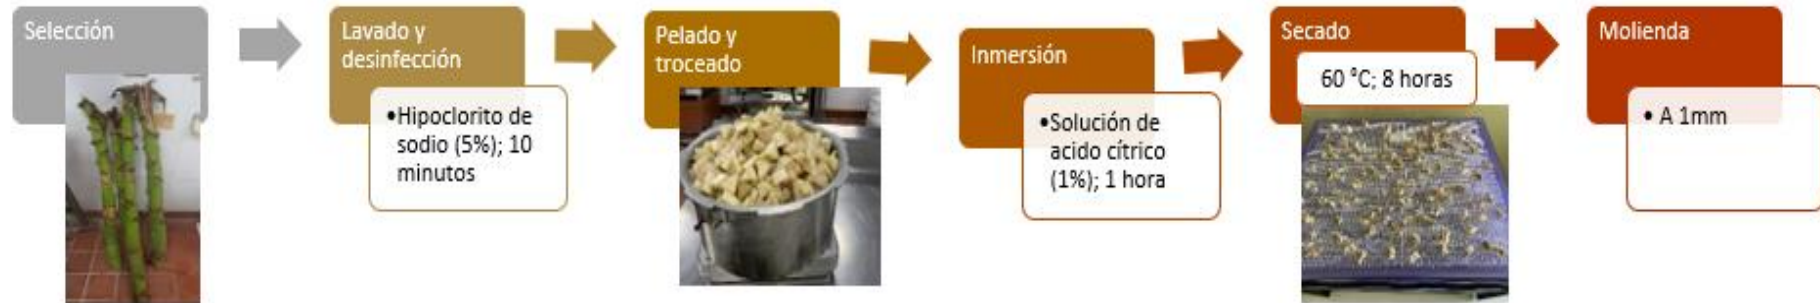 Selección
Lavado y
desinfección
•Hipoclorito de
sodio (5%); 10
minutos
Pelado y
troceado
Inmersión
•Solución de
acido cítrico
(1%); 1 hora
Secado
60 °C; 8 horas
Molienda
• A 1mm